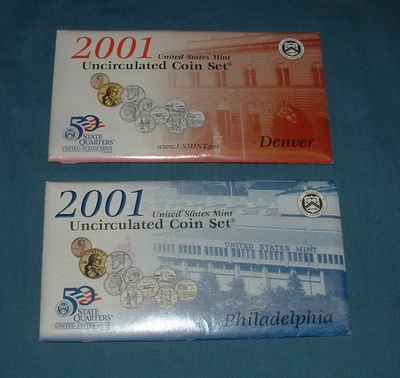 2001 United States Mint
Uncirculated Coin Set®
50
STATE
QUARTERS
UNITED STATES MINT
www.USMINT.gov
Denver
2001 United States Mint
Uncirculated Coin Set®
UNITED STATES MINT
50
STATE
QUARTERS
UNITED STATES MINT
Philadelphia